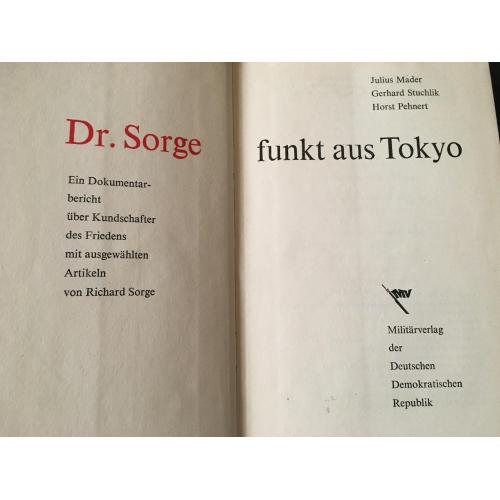 Julius Mader
Gerhard Stuchlik
Horst Pehnert
Dr. Sorge funkt aus Tokyo
Ein Dokumentar-
bericht
über Kundschafter
des Friedens
mit ausgewählten
Artikeln
von Richard Sorge
MV
Militärverlag
der
Deutschen
Demokratischen
Republik